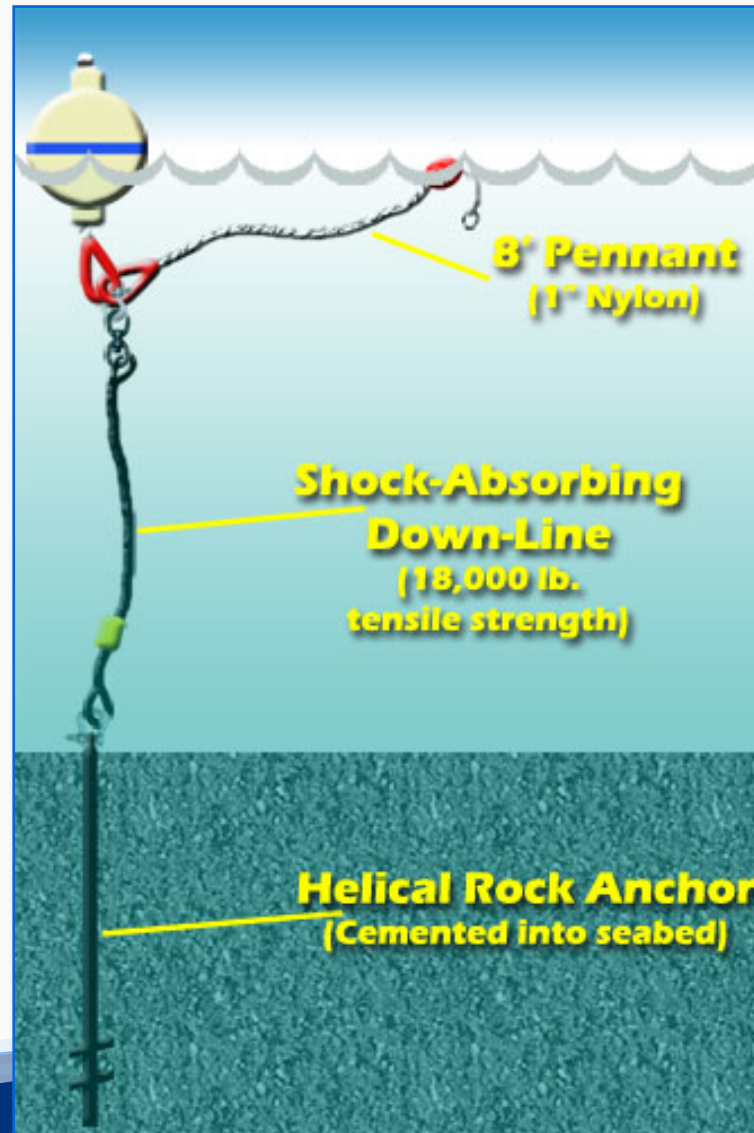 8' Pennant
(1" Nylon)
Shock-Absorbing
Down-Line
(18,000 lb.
tensile strength)
Helical Rock Anchor
(Cemented into seabed)